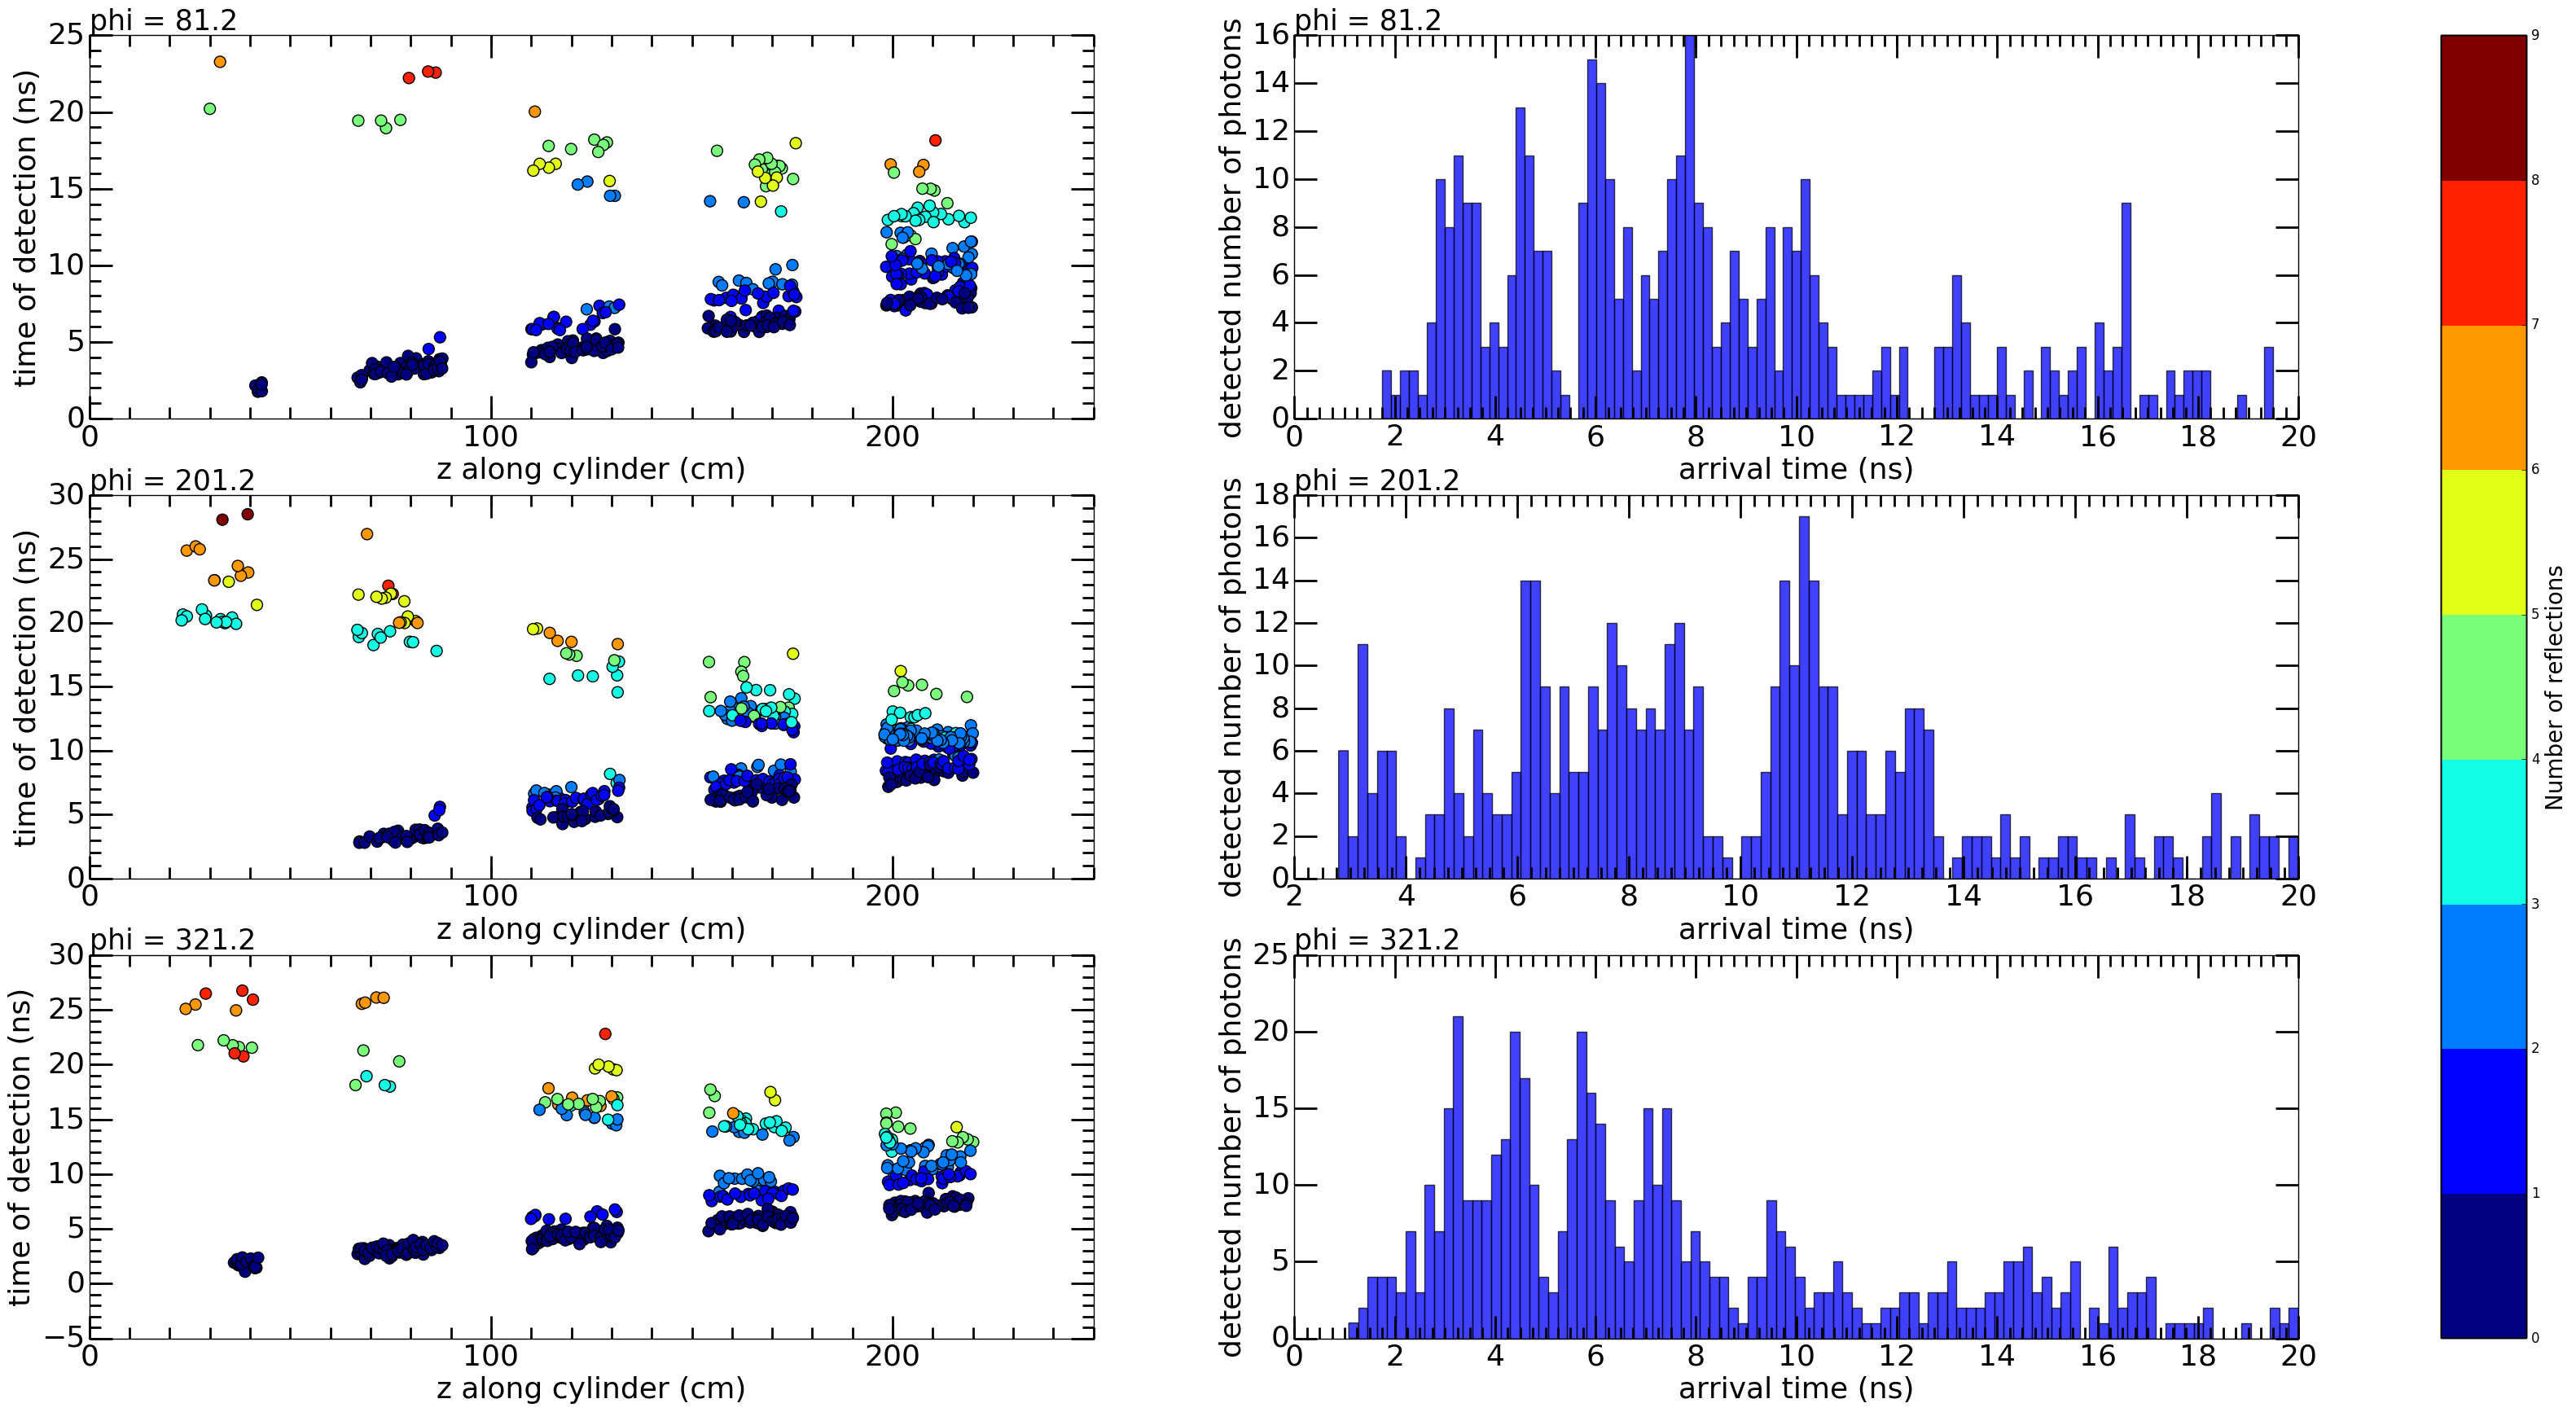 phi = 81.2
25
20
15
10
5
0
time of detection (ns)
0 100 200
z along cylinder (cm)
phi = 81.2
16
14
12
10
8
6
4
2
0
detected number of photons
0 2 4 6 8 10 12 14 16 18 20
arrival time (ns)
phi = 201.2
30
25
20
15
10
5
0
time of detection (ns)
0 100 200
z along cylinder (cm)
phi = 201.2
18
16
14
12
10
8
6
4
2
0
detected number of photons
2 4 6 8 10 12 14 16 18 20
arrival time (ns)
phi = 321.2
30
25
20
15
10
5
0
−5
time of detection (ns)
0 100 200
z along cylinder (cm)
phi = 321.2
25
20
15
10
5
0
detected number of photons
0 2 4 6 8 10 12 14 16 18 20
arrival time (ns)
9
8
7
6
5
4
3
2
1
0
Number of reflections